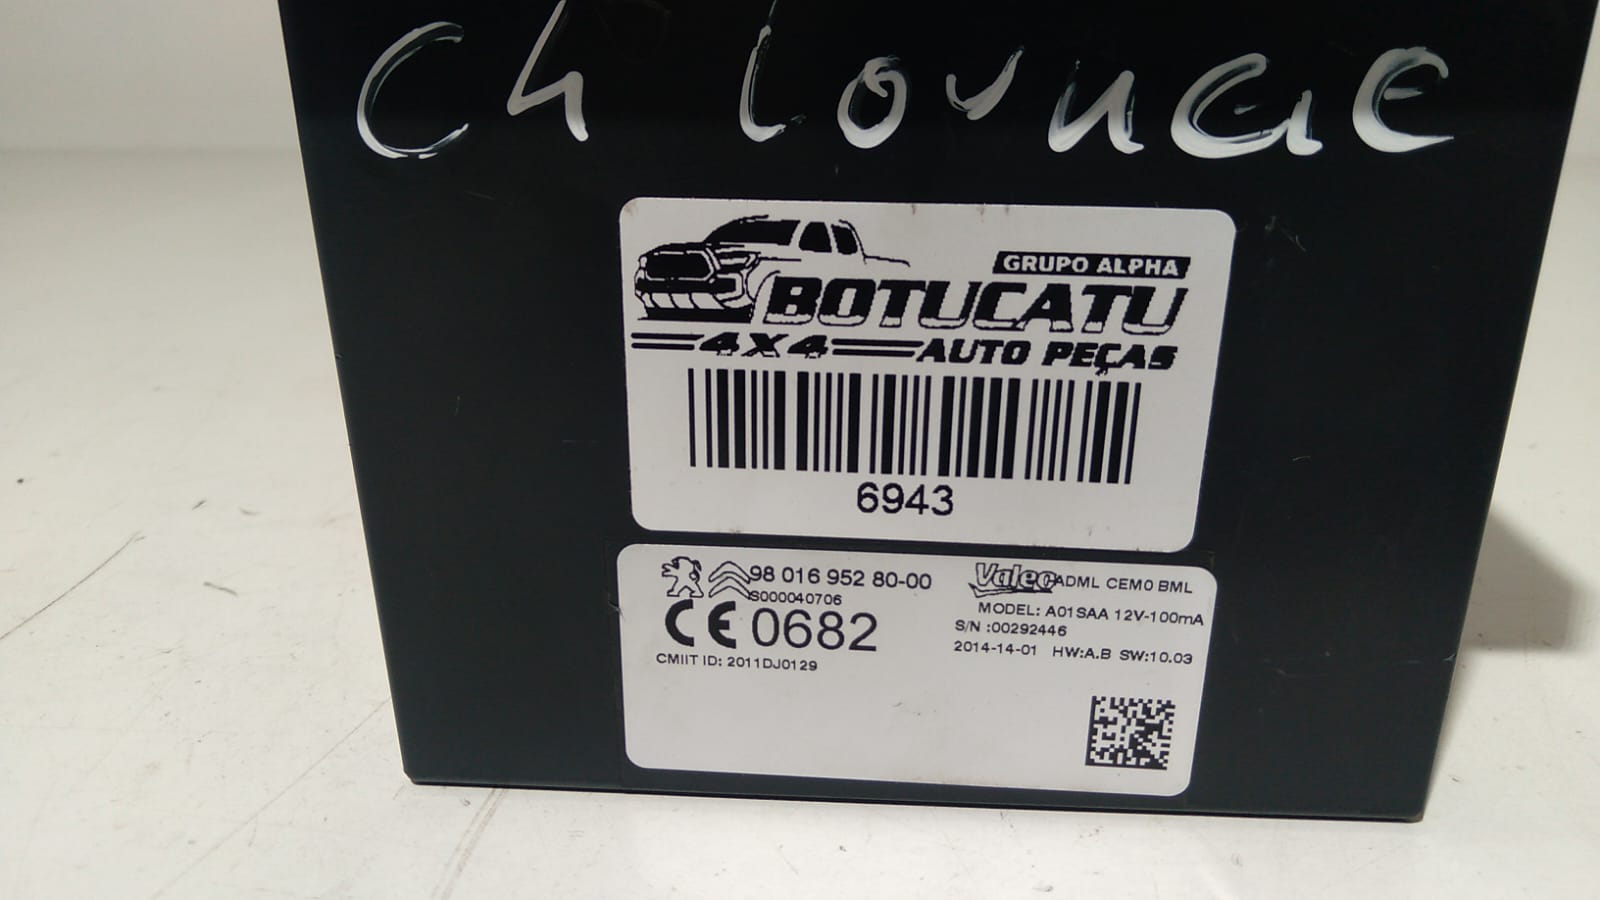 C4 LOUNGE
GRUPO ALPHA
BOTUCATU
4X4 AUTO PEÇAS
6943
98 016 952 80-00
S000040706
CE 0682
CMIIT ID: 2011DJ0129
Valeo ADML CEM0 BML
MODEL: A01SAA 12V-100mA
S/N :00292446
2014-14-01 HW:A.B SW:10.03